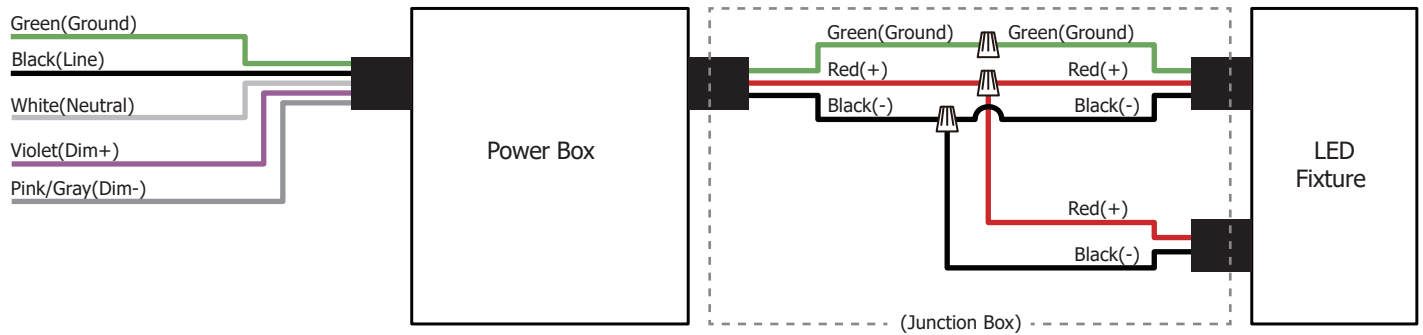 Green(Ground)
Black(Line)
White(Neutral)
Violet(Dim+)
Pink/Gray(Dim-)
Power Box
Green(Ground)
Green(Ground)
Red(+)
Red(+)
Black(-)
Black(-)
Red(+)
Black(-)
(Junction Box)
LED
Fixture